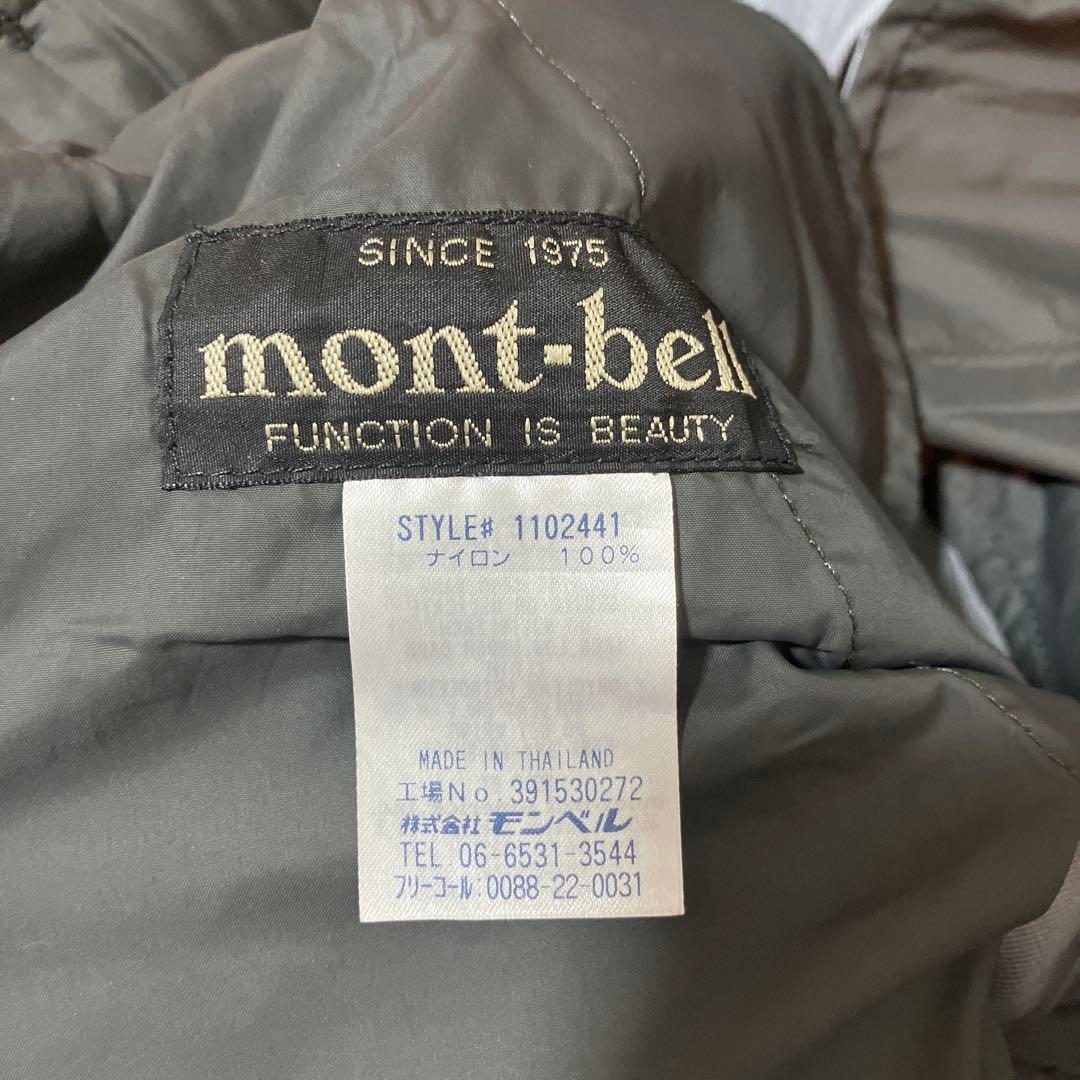 SINCE 1975
mont-bell
FUNCTION IS BEAUTY
STYLE# 1102441
ナイロン 100%
MADE IN THAILAND
工場No.391530272
株式会社モンベル
TEL 06-6531-3544
フリーコール:0088-22-0031